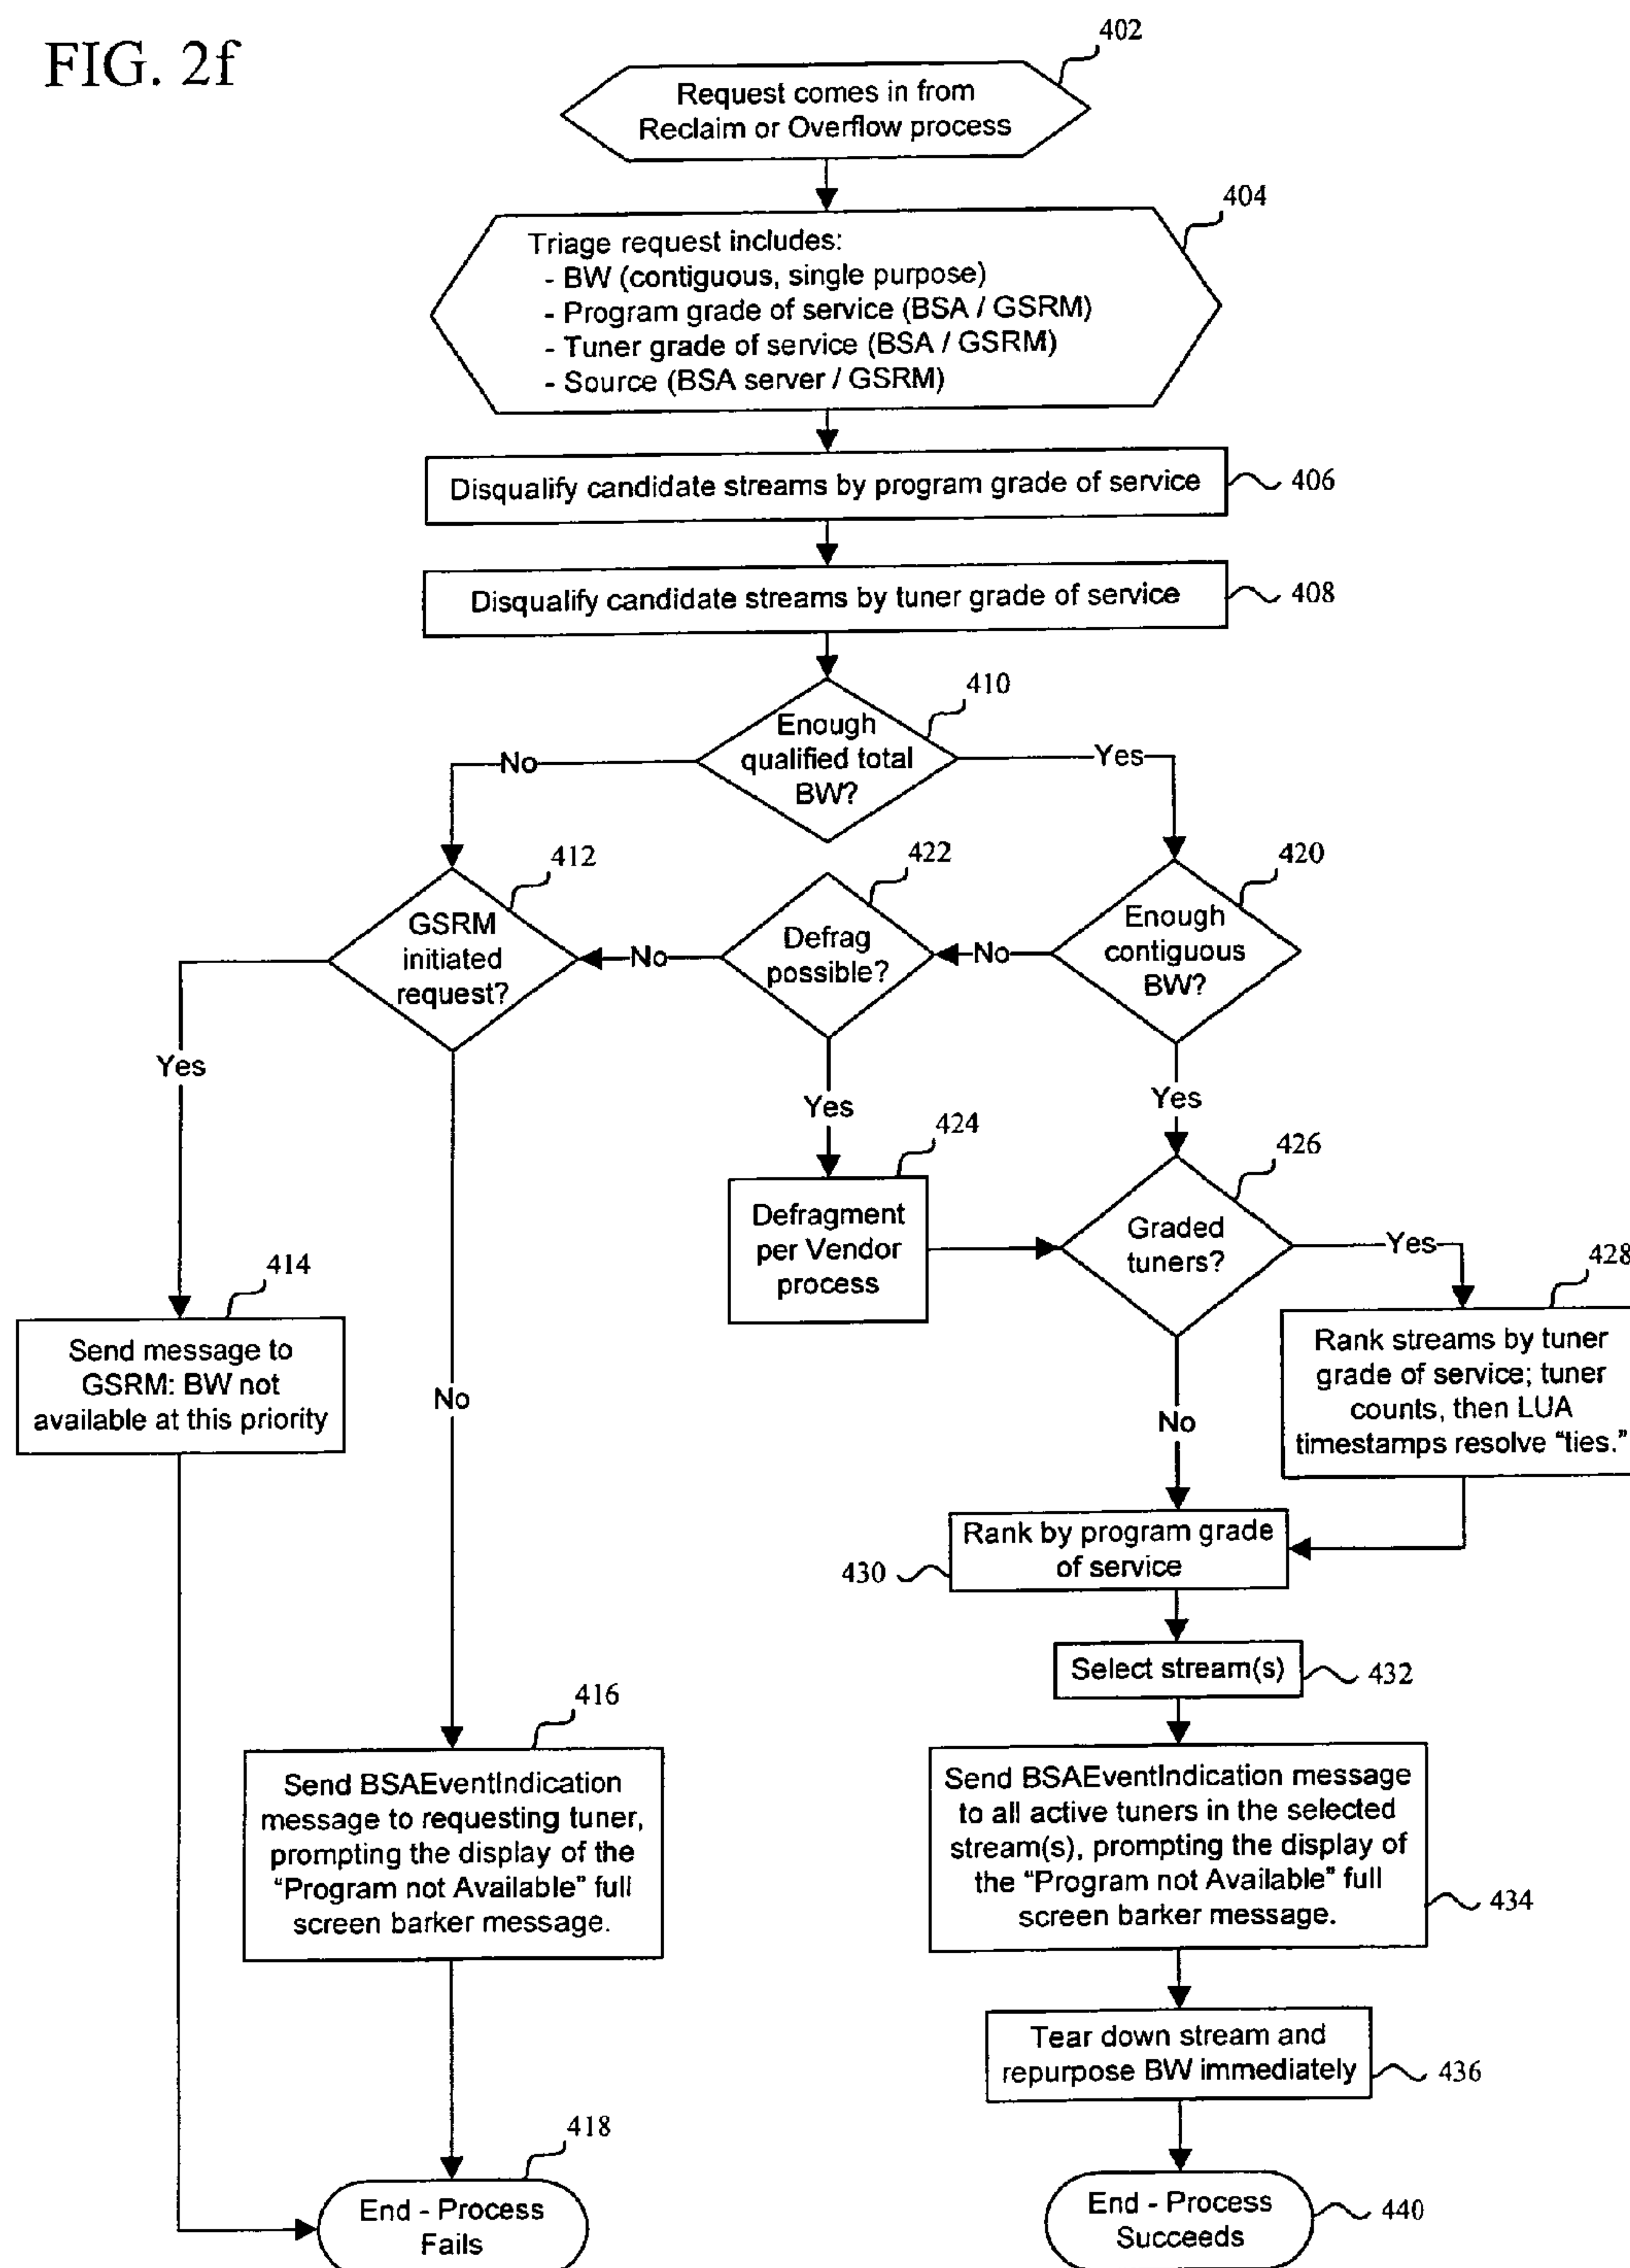 FIG. 2f
402
Request comes in from
Reclaim or Overflow process
404
Triage request includes:
- BW (contiguous, single purpose)
- Program grade of service (BSA / GSRM)
- Tuner grade of service (BSA / GSRM)
- Source (BSA server / GSRM)
Disqualify candidate streams by program grade of service
406
Disqualify candidate streams by tuner grade of service
408
410
Enough
qualified total
BW?
No
Yes
412
GSRM
initiated
request?
422
Defrag
possible?
420
Enough
contiguous
BW?
No
No
Yes
Yes
Yes
424
Defragment
per Vendor
process
426
Graded
tuners?
Yes
428
Rank streams by tuner
grade of service; tuner
counts, then LUA
timestamps resolve “ties.”
414
Send message to
GSRM: BW not
available at this priority
No
No
Rank by program grade
of service
430
Select stream(s)
432
416
Send BSAEventIndication
message to requesting tuner,
prompting the display of the
“Program not Available” full
screen barker message.
Send BSAEventIndication message
to all active tuners in the selected
stream(s), prompting the display of
the “Program not Available” full
screen barker message.
434
Tear down stream and
repurpose BW immediately
436
418
End - Process
Fails
End - Process
Succeeds
440